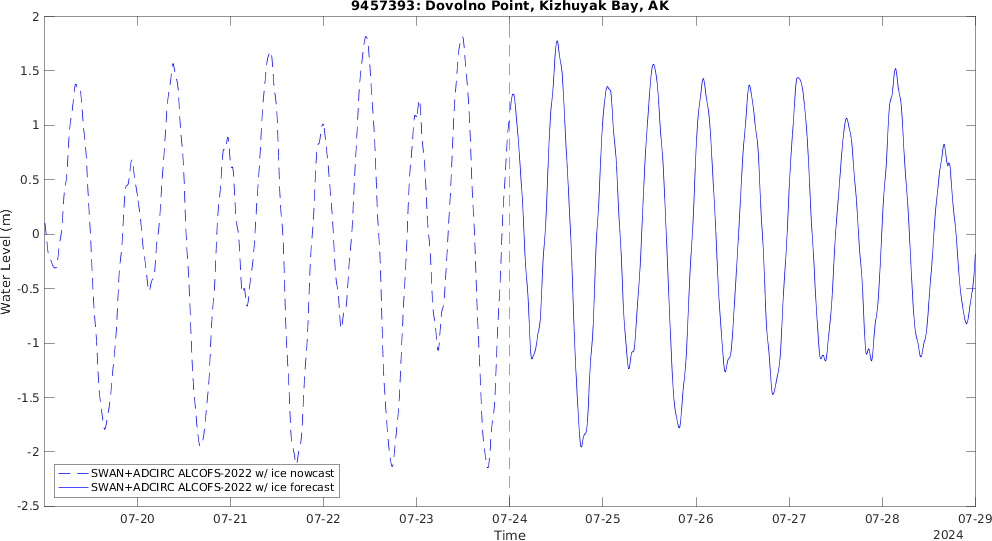 9457393: Dovolno Point, Kizhuyak Bay, AK
Water Level (m)
2
1.5
1
0.5
0
-0.5
-1
-1.5
-2
-2.5
SWAN+ADCIRC ALCOFS-2022 w/ ice nowcast
SWAN+ADCIRC ALCOFS-2022 w/ ice forecast
07-20 07-21 07-22 07-23 07-24 07-25 07-26 07-27 07-28 07-29
Time
2024